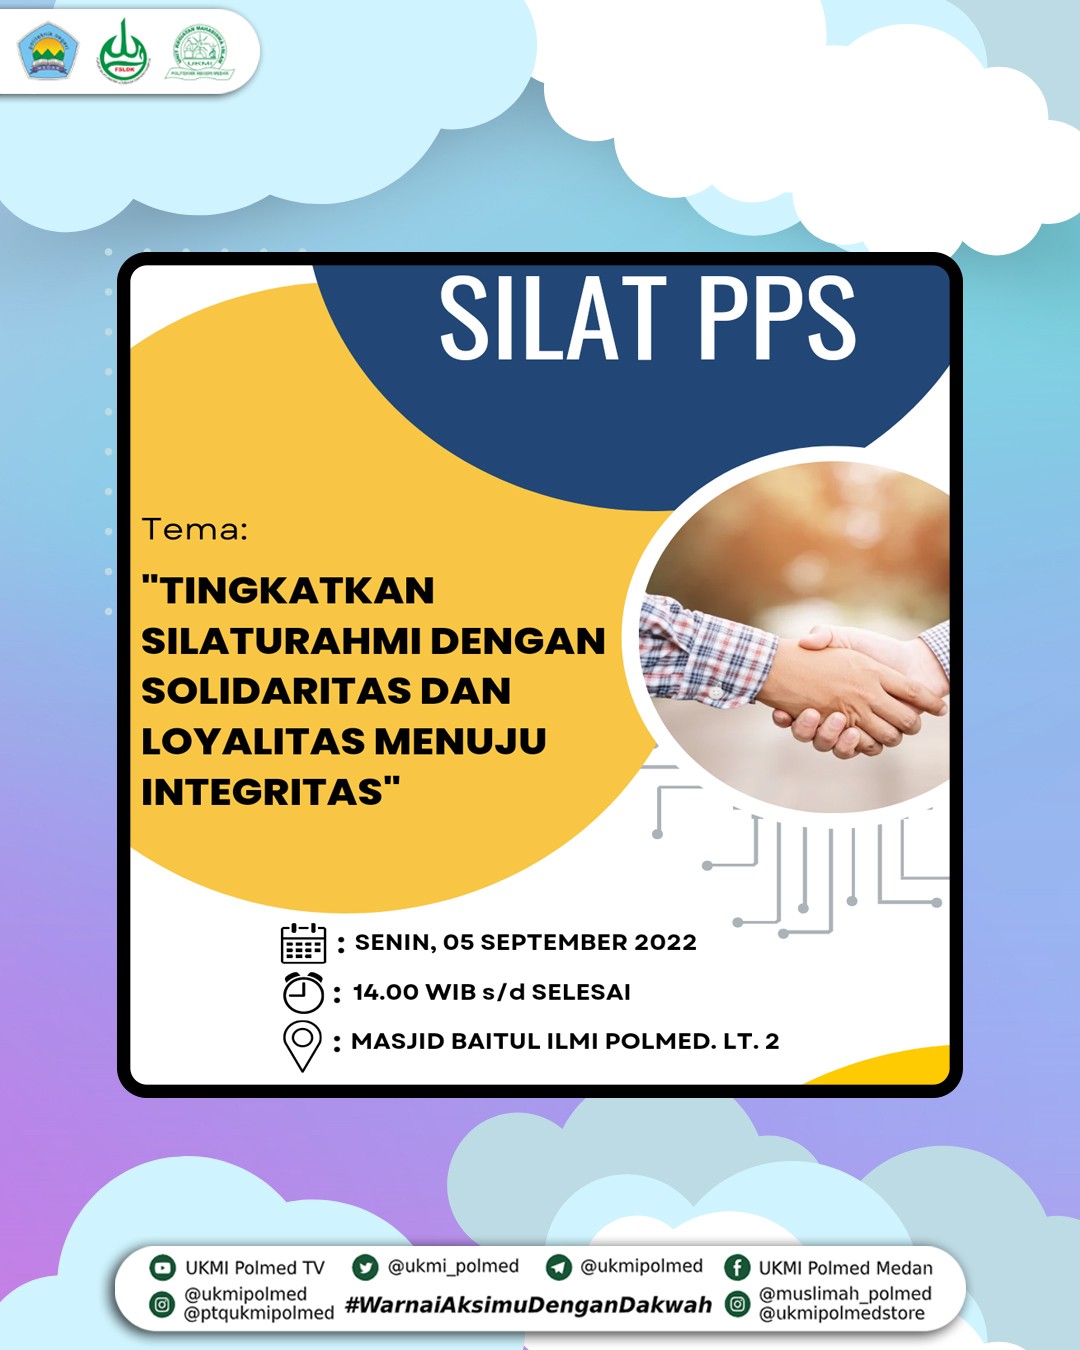 FSLDK
UKMI
SILAT PPS
Tema:
"TINGKATKAN
SILATURAHMI DENGAN
SOLIDARITAS DAN
LOYALITAS MENUJU
INTEGRITAS"
: SENIN, 05 SEPTEMBER 2022
: 14.00 WIB s/d SELESAI
: MASJID BAITUL ILMI POLMED. LT. 2
UKMI Polmed TV @ukmi_polmed @ukmipolmed UKMI Polmed Medan
@ukmipolmed
@ptqukmipolmed
#WarnaiAksimuDenganDakwah
@muslimah_polmed
@ukmipolmedstore